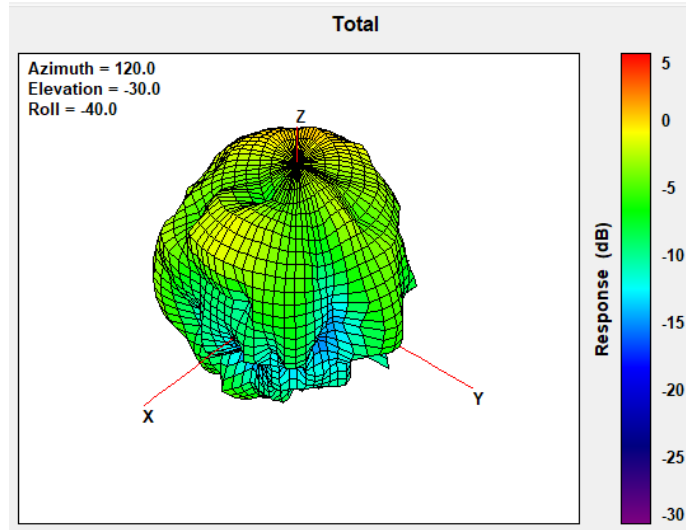 Total
Azimuth = 120.0
Elevation = -30.0
Roll = -40.0
Z
X
Y
5
0
-5
-10
-15
-20
-25
-30
Response (dB)